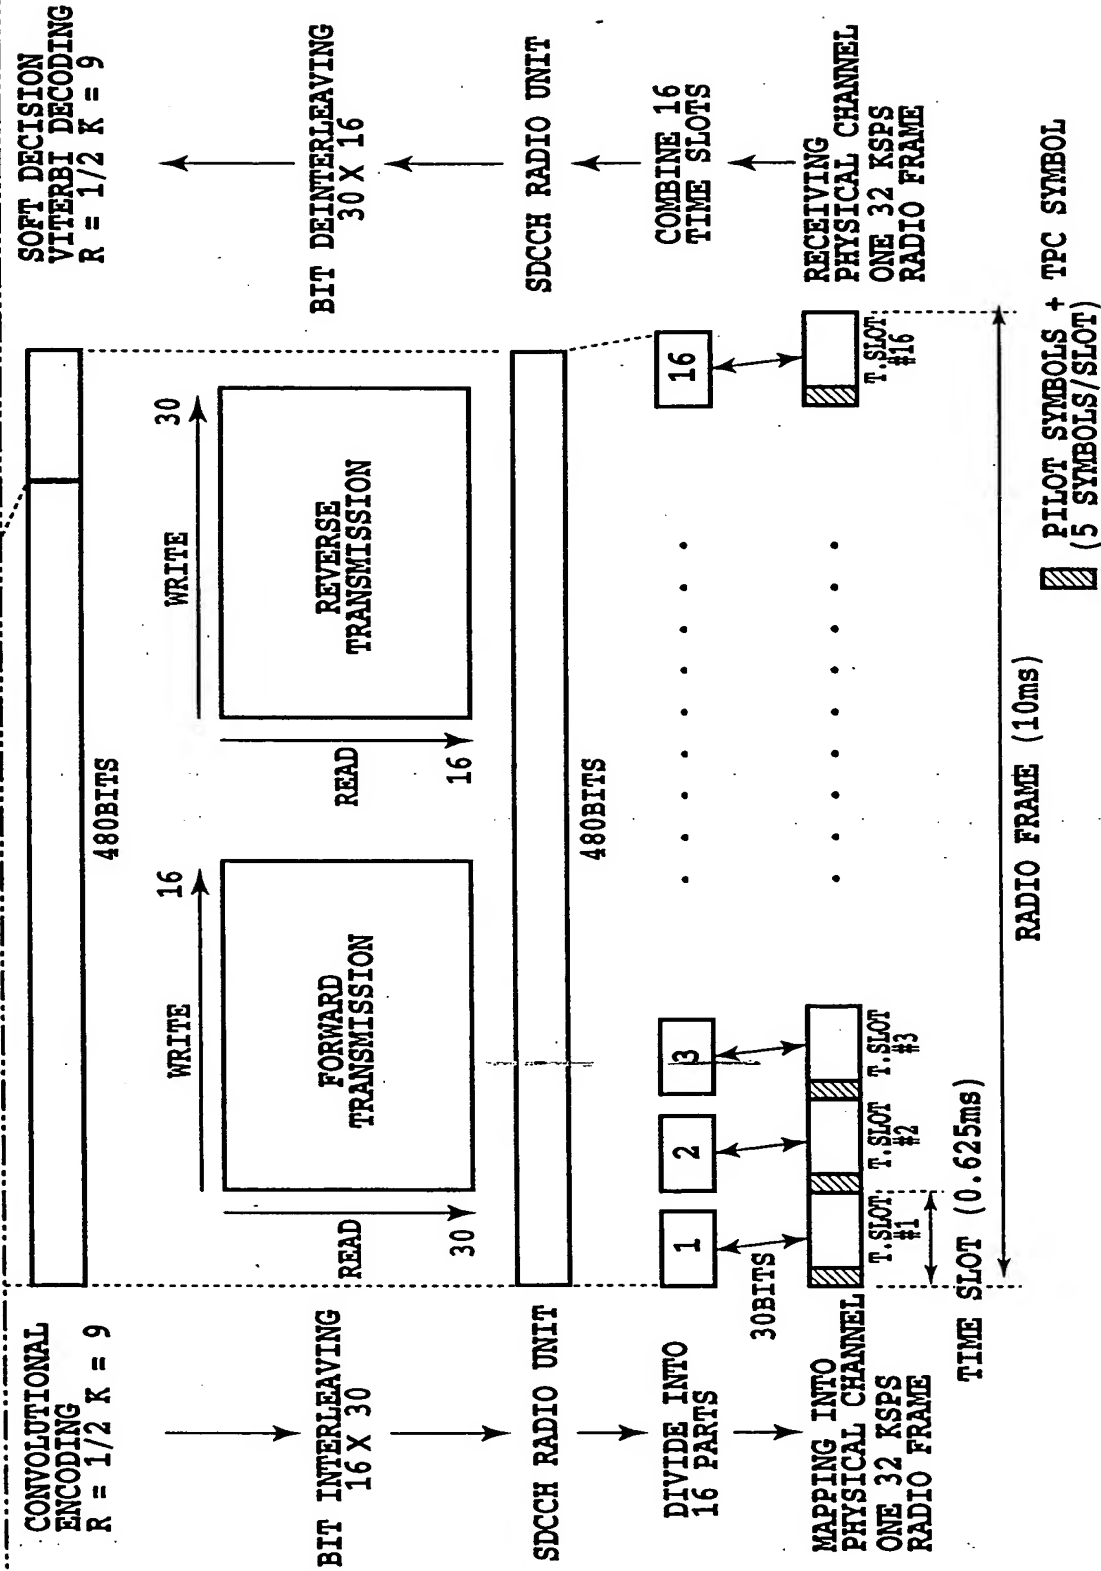 CONVOLUTIONAL
ENCODING
R = 1/2 K = 9
BIT INTERLEAVING
16 X 30
SDCCH RADIO UNIT
DIVIDE INTO
16 PARTS
MAPPING INTO
PHYSICAL CHANNEL
ONE 32 KSPS
RADIO FRAME
480BITS
WRITE
16
READ
30
FORWARD
TRANSMISSION
WRITE
30
READ
16
REVERSE
TRANSMISSION
480BITS
1
2
3
16
30BITS
T.SLOT
#1
T.SLOT
#2
T.SLOT
#3
T.SLOT
#16
TIME SLOT (0.625ms)
RADIO FRAME (10ms)
PILOT SYMBOLS + TPC SYMBOL
(5 SYMBOLS/SLOT)
SOFT DECISION
VITERBI DECODING
R = 1/2 K = 9
BIT DEINTERLEAVING
30 X 16
SDCCH RADIO UNIT
COMBINE 16
TIME SLOTS
RECEIVING
PHYSICAL CHANNEL
ONE 32 KSPS
RADIO FRAME